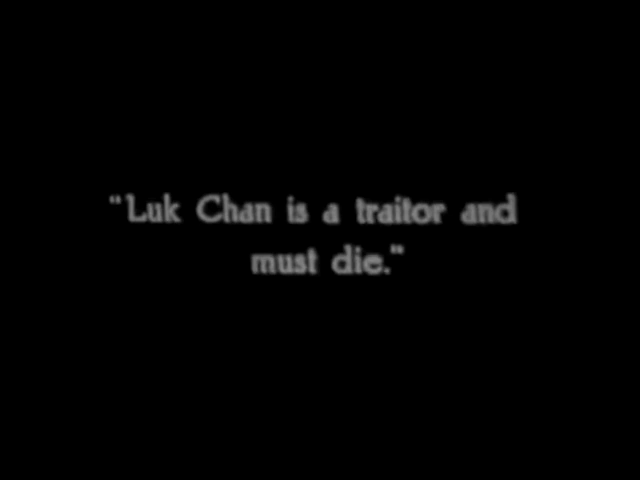 "Luk Chan is a traitor and
must die."